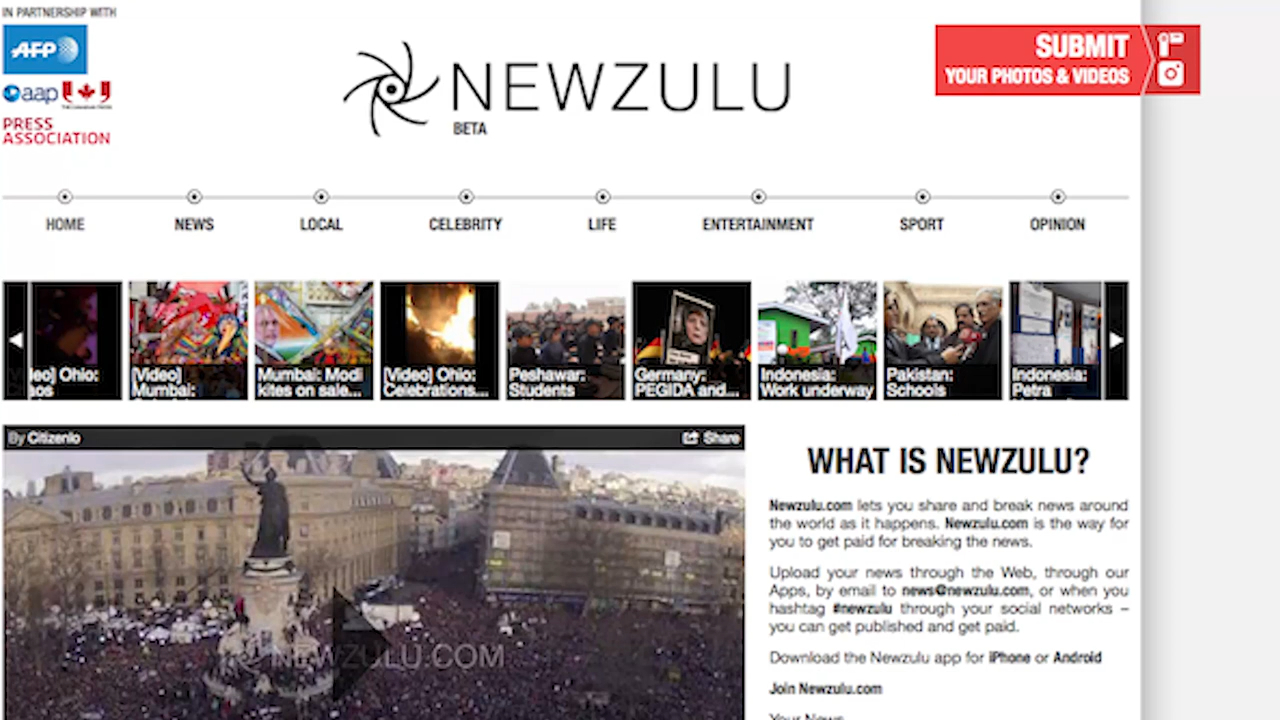 IN PARTNERSHIP WITH
AFP
aap
PRESS
ASSOCIATION
NEWZULU
BETA
SUBMIT
YOUR PHOTOS & VIDEOS
HOME NEWS LOCAL CELEBRITY LIFE ENTERTAINMENT SPORT OPINION
eo] Ohio:
[Video]
Mumbai:
Mumbai: Modi
kites on sale...
[Video] Ohio:
Celebrations...
Peshawar:
Students
Germany:
PEGIDA and...
Indonesia:
Work underway
Pakistan:
Schools
Indonesia:
Petra
By Citizenio
Share
NEWZULU.COM
WHAT IS NEWZULU?
Newzulu.com lets you share and break news around
the world as it happens. Newzulu.com is the way for
you to get paid for breaking the news.
Upload your news through the Web, through our
Apps, by email to news@newzulu.com, or when you
hashtag #newzulu through your social networks –
you can get published and get paid.
Download the Newzulu app for iPhone or Android
Join Newzulu.com
Your News